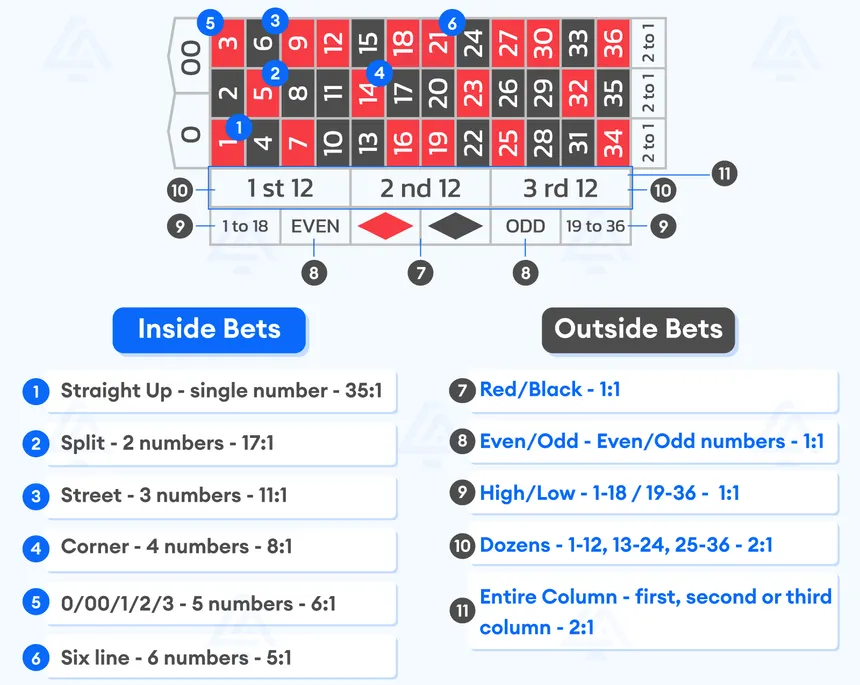 5 3 6
00 3 6 9 12 15 18 21 24 27 30 33 36 2 to 1
2 4
2 5 8 11 14 17 20 23 26 29 32 35 2 to 1
1
0 1 4 7 10 13 16 19 22 25 28 31 34 2 to 1
11
10 1 st 12 2 nd 12 3 rd 12 10
9 1 to 18 EVEN ODD 19 to 36 9
8 7 8
Inside Bets
1 Straight Up - single number - 35:1
2 Split - 2 numbers - 17:1
3 Street - 3 numbers - 11:1
4 Corner - 4 numbers - 8:1
5 0/00/1/2/3 - 5 numbers - 6:1
6 Six line - 6 numbers - 5:1
Outside Bets
7 Red/Black - 1:1
8 Even/Odd - Even/Odd numbers - 1:1
9 High/Low - 1-18 / 19-36 - 1:1
10 Dozens - 1-12, 13-24, 25-36 - 2:1
11 Entire Column - first, second or third
column - 2:1